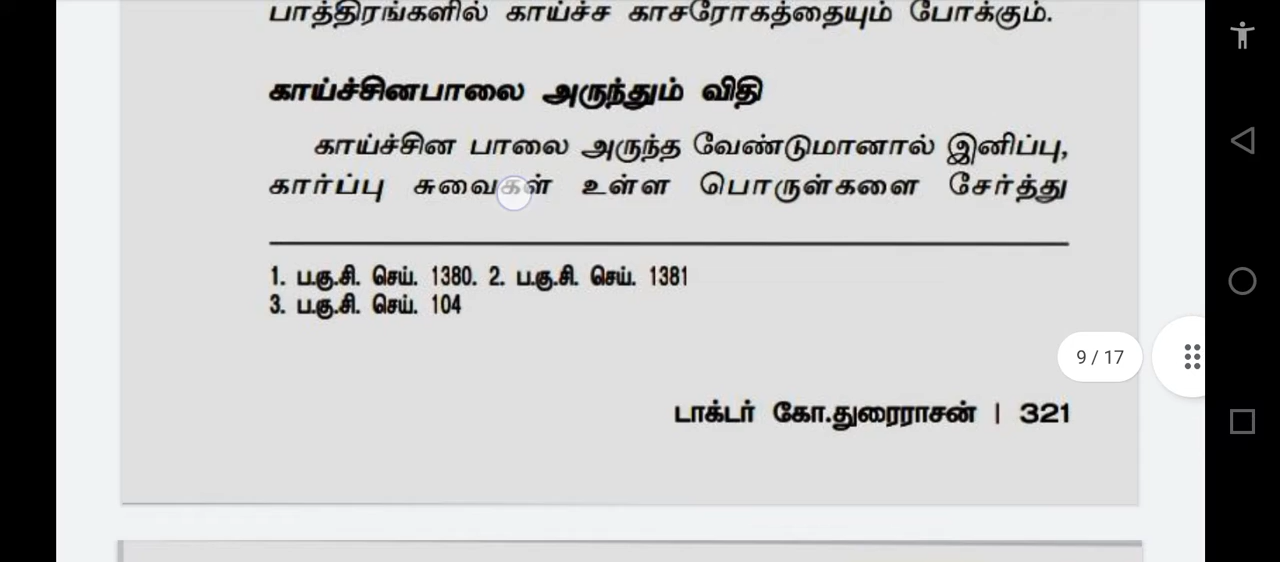 பாத்திரங்களில் காய்ச்ச காசரோகத்தையும் போக்கும்.
காய்ச்சினபாலை அருந்தும் விதி
காய்ச்சின பாலை அருந்த வேண்டுமானால் இனிப்பு,
கார்ப்பு சுவைகள் உள்ள பொருள்களை சேர்த்து
1. ப.கு.சி. செய். 1380. 2. ப.கு.சி. செய். 1381
3. ப.கு.சி. செய். 104
9 / 17
டாக்டர் கோ.துரைராசன் | 321